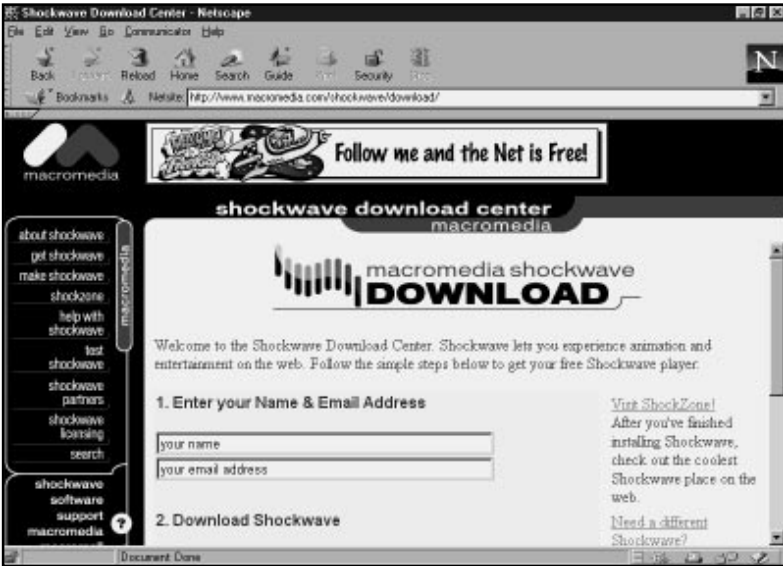 Shockwave Download Center - Netscape
File Edit View Go Communicator Help
Back Reload Home Search Guide Security
Bookmarks Netsite: http://www.macromedia.com/shockwave/download/
macromedia
Follow me and the Net is Free!
shockwave download center
macromedia
about shockwave
get shockwave
make shockwave
shockzone
help with
shockwave
test
shockwave
shockwave
partners
shockwave
licensing
search
macromedia
shockwave
software
support
macromedia
macromedia shockwave
DOWNLOAD
Welcome to the Shockwave Download Center. Shockwave lets you experience animation and
entertainment on the web. Follow the simple steps below to get your free Shockwave player.
1. Enter your Name & Email Address
your name
your email address
2. Download Shockwave
Visit ShockZone!
After you've finished
installing Shockwave,
check out the coolest
Shockwave place on the
web.
Need a different
Shockwave?
Document Done